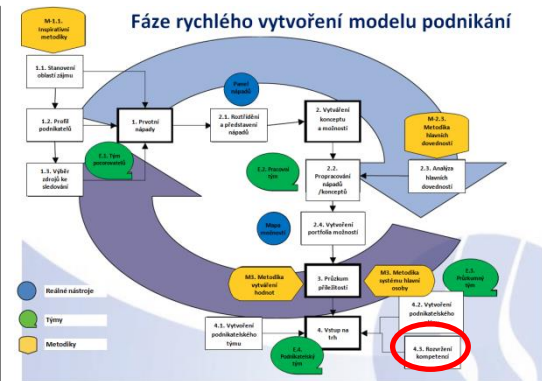 Fáze rychlého vytvoření modelu podnikání
M-1.1.
Inspirativní
metodiky
1.1. Stanovení
oblastí zájmu
1.2. Profil
podnikatelů
1.3. Výběr
zdrojů ke
sledování
E.1. Tým
1. Prvotní
nápady
Panel
nápadů
2.1. Roztřídění
a představení
nápadů
2. Vytváření
konceptu
a možností
M-2.3.
Metodika
hlavních
dovedností
E.2. Pracovní
tým
2.2.
Propracování
nápadů
/konceptů
2.3. Analýza
hlavních
dovedností
Mapa
možností
2.4. Vytvoření
portfolia možností
M3. Metodika
vytváření
hodnot
3. Průzkum
příležitostí
M3. Metodika
systému hlavní
osoby
E.3.
Průzkumný
tým
4.1. Vytvoření
podnikatelského
týmu
4. Vstup na
trh
4.2. Vytvoření
podnikatelského
E.4.
Podnikatelský
tým
4.3. Rozvržení
kompetencí
Reálné nástroje
Týmy
Metodiky